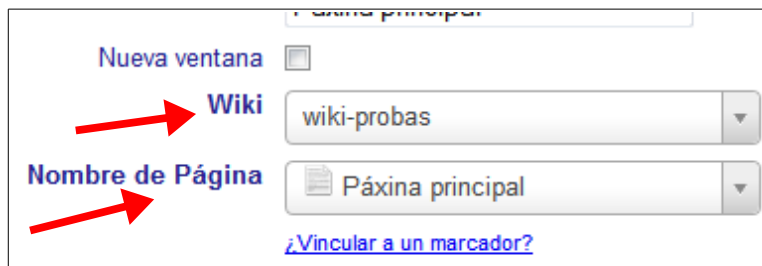 Páxina principal
Nueva ventana
Wiki
wiki-probas
Nombre de Página
Páxina principal
¿Vincular a un marcador?